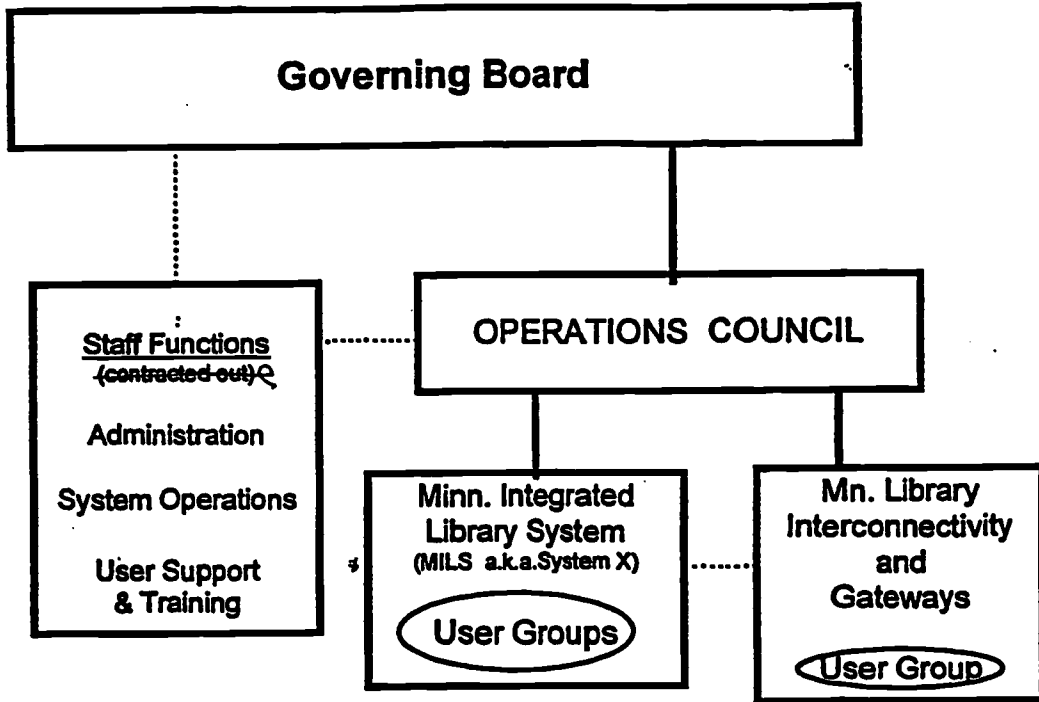 Governing Board
Staff Functions
(contracted out)
Administration
System Operations
User Support
& Training
OPERATIONS COUNCIL
Minn. Integrated
Library System
(MILS a.k.a.System X)
User Groups
Mn. Library
Interconnectivity
and
Gateways
User Group